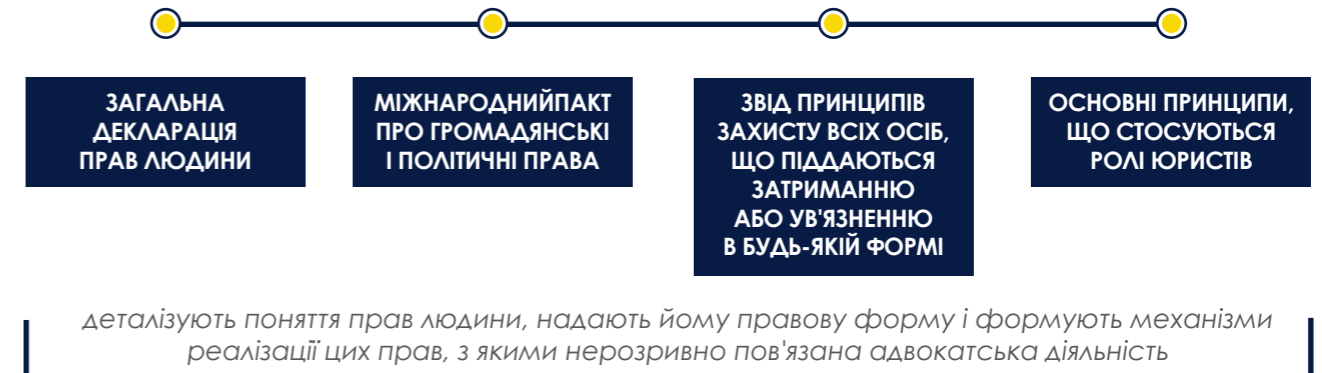 ЗАГАЛЬНА
ДЕКЛАРАЦІЯ
ПРАВ ЛЮДИНИ
МІЖНАРОДНИЙПАКТ
ПРО ГРОМАДЯНСЬКІ
І ПОЛІТИЧНІ ПРАВА
ЗВІД ПРИНЦИПІВ
ЗАХИСТУ ВСІХ ОСІБ,
ЩО ПІДДАЮТЬСЯ
ЗАТРИМАННЮ
АБО УВ'ЯЗНЕННЮ
В БУДЬ-ЯКІЙ ФОРМІ
ОСНОВНІ ПРИНЦИПИ,
ЩО СТОСУЮТЬСЯ
РОЛІ ЮРИСТІВ
деталізують поняття прав людини, надають йому правову форму і формують механізми
реалізації цих прав, з якими нерозривно пов'язана адвокатська діяльність